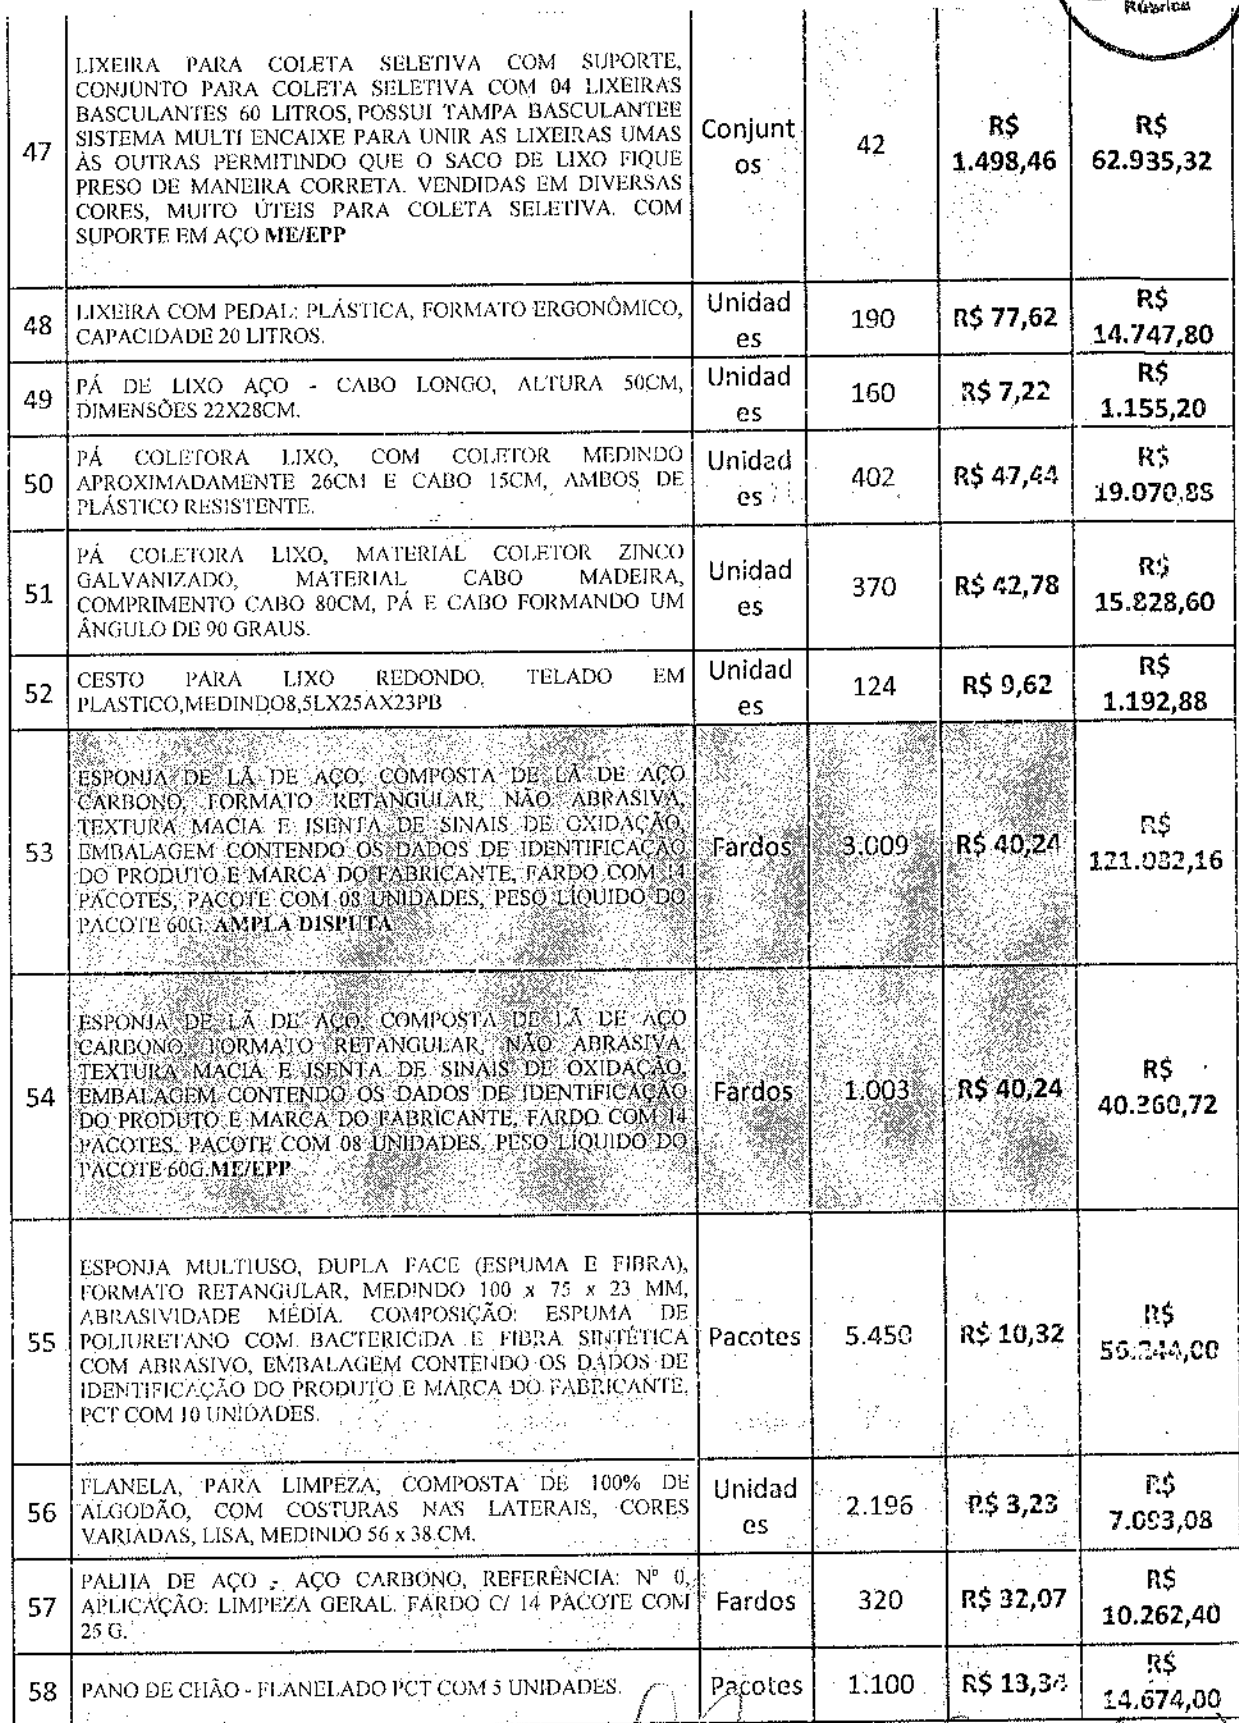 Rúbrica
47
LIXEIRA PARA COLETA SELETIVA COM SUPORTE,
CONJUNTO PARA COLETA SELETIVA COM 04 LIXEIRAS
BASCULANTES 60 LITROS, POSSUI TAMPA BASCULANTEE
SISTEMA MULTI ENCAIXE PARA UNIR AS LIXEIRAS UMAS
ÀS OUTRAS PERMITINDO QUE O SACO DE LIXO FIQUE
PRESO DE MANEIRA CORRETA. VENDIDAS EM DIVERSAS
CORES, MUITO ÚTEIS PARA COLETA SELETIVA. COM
SUPORTE EM AÇO ME/EPP
Conjunt
os
42
R$
1.498,46
R$
62.935,32
48
LIXEIRA COM PEDAL: PLÁSTICA, FORMATO ERGONÔMICO,
CAPACIDADE 20 LITROS.
Unidad
es
190
R$ 77,62
R$
14.747,80
49
PÁ DE LIXO AÇO - CABO LONGO, ALTURA 50CM,
DIMENSÕES 22X28CM.
Unidad
es
160
R$ 7,22
R$
1.155,20
50
PÁ COLETORA LIXO, COM COLETOR MEDINDO
APROXIMADAMENTE 26CM E CABO 15CM, AMBOS DE
PLÁSTICO RESISTENTE.
Unidad
es
402
R$ 47,44
R$
19.070,88
51
PÁ COLETORA LIXO, MATERIAL COLETOR ZINCO
GALVANIZADO, MATERIAL CABO MADEIRA,
COMPRIMENTO CABO 80CM, PÁ E CABO FORMANDO UM
ÂNGULO DE 90 GRAUS.
Unidad
es
370
R$ 42,78
R$
15.828,60
52
CESTO PARA LIXO REDONDO, TELADO EM
PLASTICO,MEDINDO8,5LX25AX23PB
Unidad
es
124
R$ 9,62
R$
1.192,88
53
ESPONJA DE LÃ DE AÇO, COMPOSTA DE LÃ DE AÇO
CARBONO, FORMATO RETANGULAR, NÃO ABRASIVA,
TEXTURA MACIA E ISENTA DE SINAIS DE OXIDAÇÃO,
EMBALAGEM CONTENDO OS DADOS DE IDENTIFICAÇÃO
DO PRODUTO E MARCA DO FABRICANTE, FARDO COM 14
PACOTES, PACOTE COM 08 UNIDADES, PESO LÍQUIDO DO
PACOTE 60G. AMPLA DISPUTA
Fardos
3.009
R$ 40,24
R$
121.082,16
54
ESPONJA DE LÃ DE AÇO, COMPOSTA DE LÃ DE AÇO
CARBONO, FORMATO RETANGULAR, NÃO ABRASIVA,
TEXTURA MACIA E ISENTA DE SINAIS DE OXIDAÇÃO,
EMBALAGEM CONTENDO OS DADOS DE IDENTIFICAÇÃO
DO PRODUTO E MARCA DO FABRICANTE, FARDO COM 14
PACOTES, PACOTE COM 08 UNIDADES, PESO LÍQUIDO DO
PACOTE 60G.ME/EPP
Fardos
1.003
R$ 40,24
R$
40.360,72
55
ESPONJA MULTIUSO, DUPLA FACE (ESPUMA E FIBRA),
FORMATO RETANGULAR, MEDINDO 100 x 75 x 23 MM,
ABRASIVIDADE MÉDIA. COMPOSIÇÃO: ESPUMA DE
POLIURETANO COM BACTERICIDA E FIBRA SINTÉTICA
COM ABRASIVO, EMBALAGEM CONTENDO OS DADOS DE
IDENTIFICAÇÃO DO PRODUTO E MARCA DO FABRICANTE,
PCT COM 10 UNIDADES.
Pacotes
5.450
R$ 10,32
R$
56.244,00
56
FLANELA, PARA LIMPEZA, COMPOSTA DE 100% DE
ALGODÃO, COM COSTURAS NAS LATERAIS, CORES
VARIADAS, LISA, MEDINDO 56 x 38 CM.
Unidad
es
2.196
R$ 3,23
R$
7.093,08
57
PALHA DE AÇO - AÇO CARBONO, REFERÊNCIA: Nº 0,
APLICAÇÃO: LIMPEZA GERAL. FARDO C/ 14 PACOTE COM
25 G.
Fardos
320
R$ 32,07
R$
10.262,40
58
PANO DE CHÃO - FLANELADO PCT COM 5 UNIDADES.
Pacotes
1.100
R$ 13,34
R$
14.674,00